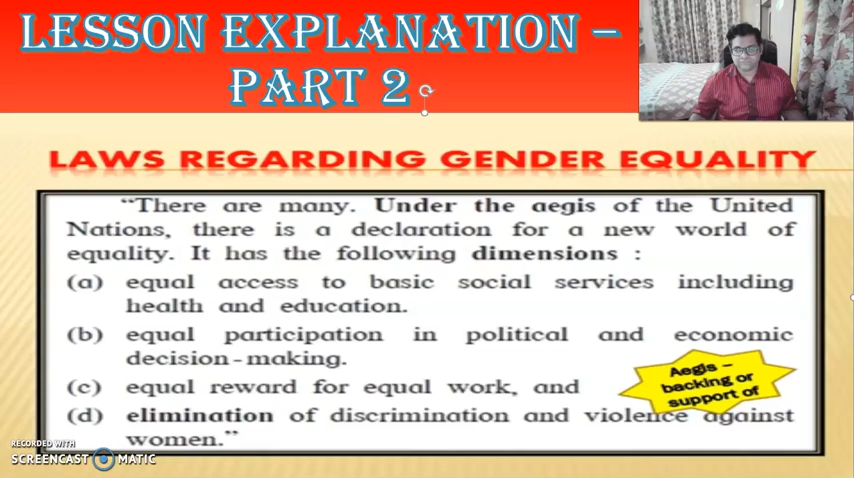 LESSON EXPLANATION –
PART 2
LAWS REGARDING GENDER EQUALITY
"There are many. Under the aegis of the United
Nations, there is a declaration for a new world of
equality. It has the following dimensions :
(a) equal access to basic social services including
health and education.
(b) equal participation in political and economic
decision-making.
(c) equal reward for equal work, and
(d) elimination of discrimination and violence against
women."
Aegis –
backing or
support of
RECORDED WITH
SCREENCAST MATIC